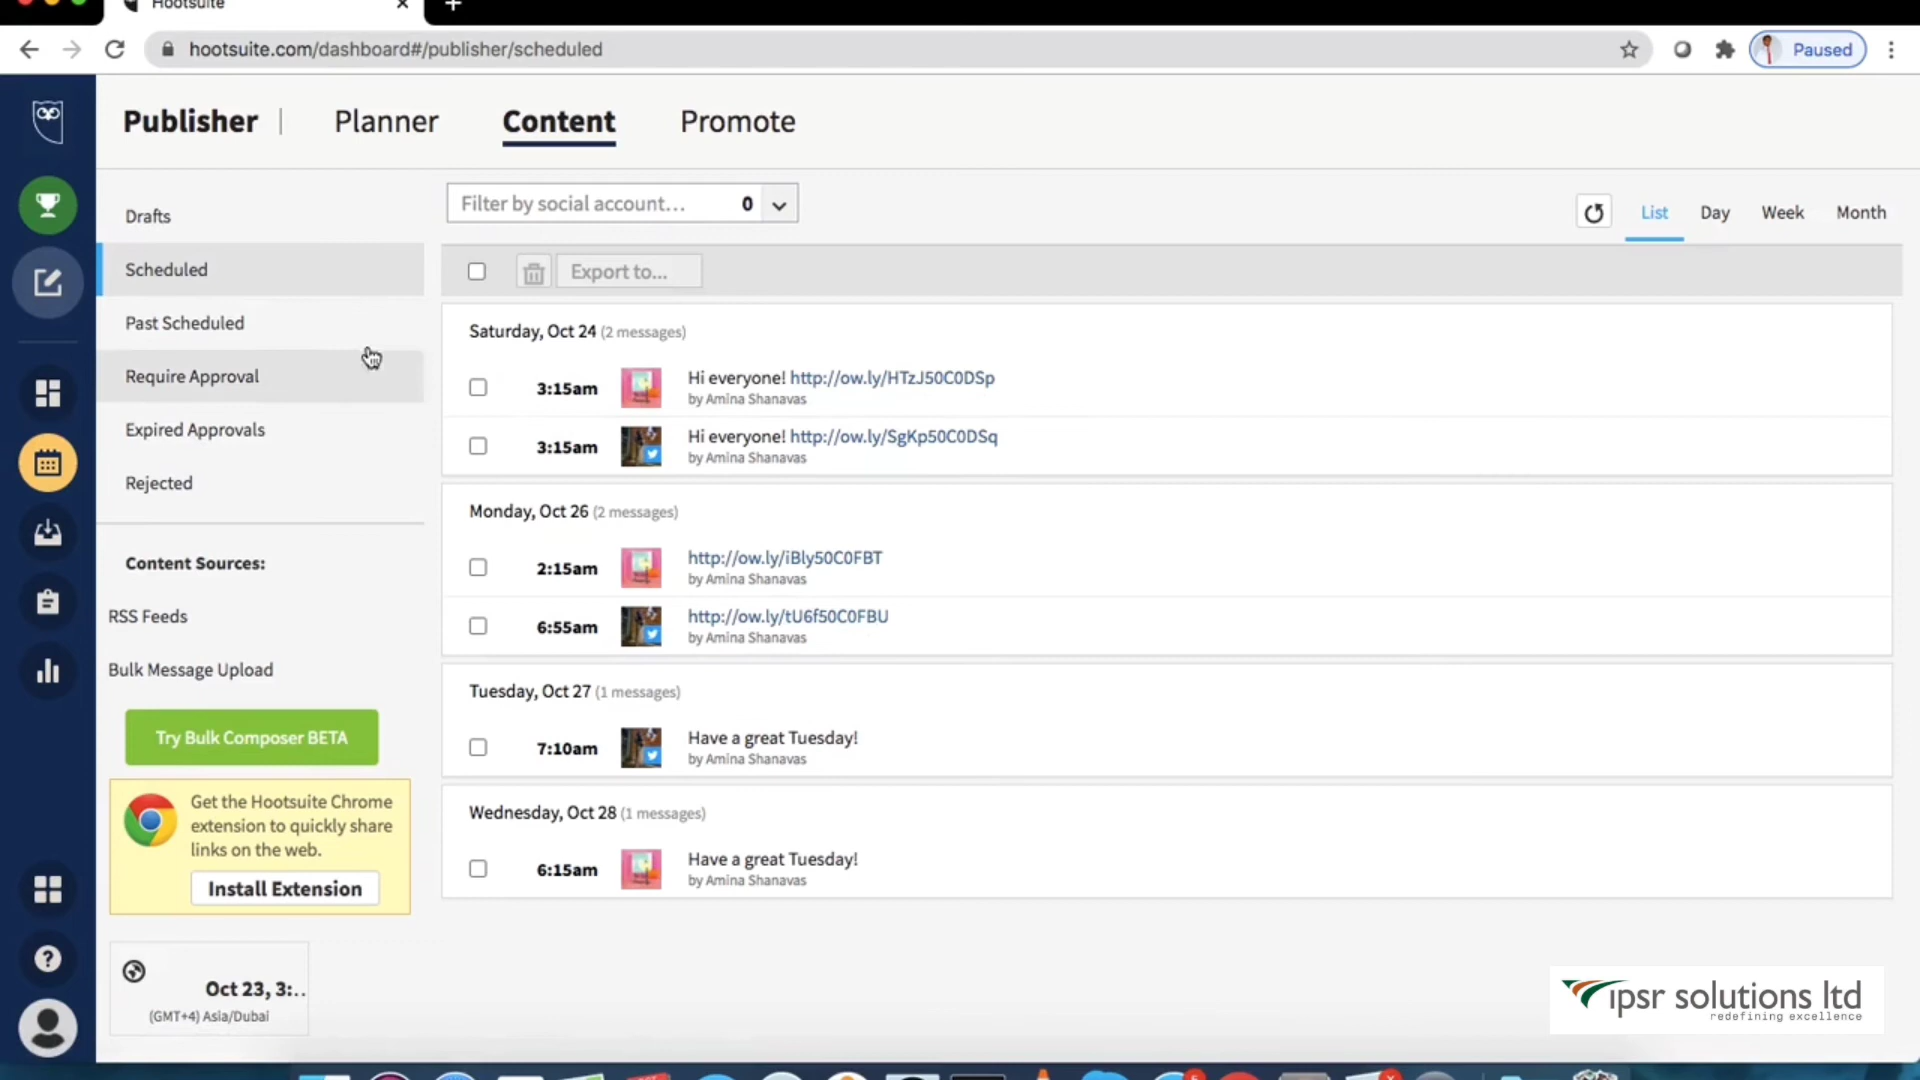 Hootsuite
hootsuite.com/dashboard#/publisher/scheduled
Paused
Publisher | Planner Content Promote
Drafts
Scheduled
Past Scheduled
Require Approval
Expired Approvals
Rejected
Content Sources:
RSS Feeds
Bulk Message Upload
Try Bulk Composer BETA
Get the Hootsuite Chrome
extension to quickly share
links on the web.
Install Extension
Oct 23, 3:..
(GMT+4) Asia/Dubai
Filter by social account... 0
List Day Week Month
Export to...
Saturday, Oct 24 (2 messages)
3:15am Hi everyone! http://ow.ly/HTzJ50C0DSp
by Amina Shanavas
3:15am Hi everyone! http://ow.ly/SgKp50C0DSq
by Amina Shanavas
Monday, Oct 26 (2 messages)
2:15am http://ow.ly/iBly50C0FBT
by Amina Shanavas
6:55am http://ow.ly/tU6f50C0FBU
by Amina Shanavas
Tuesday, Oct 27 (1 messages)
7:10am Have a great Tuesday!
by Amina Shanavas
Wednesday, Oct 28 (1 messages)
6:15am Have a great Tuesday!
by Amina Shanavas
ipsr solutions ltd
redefining excellence